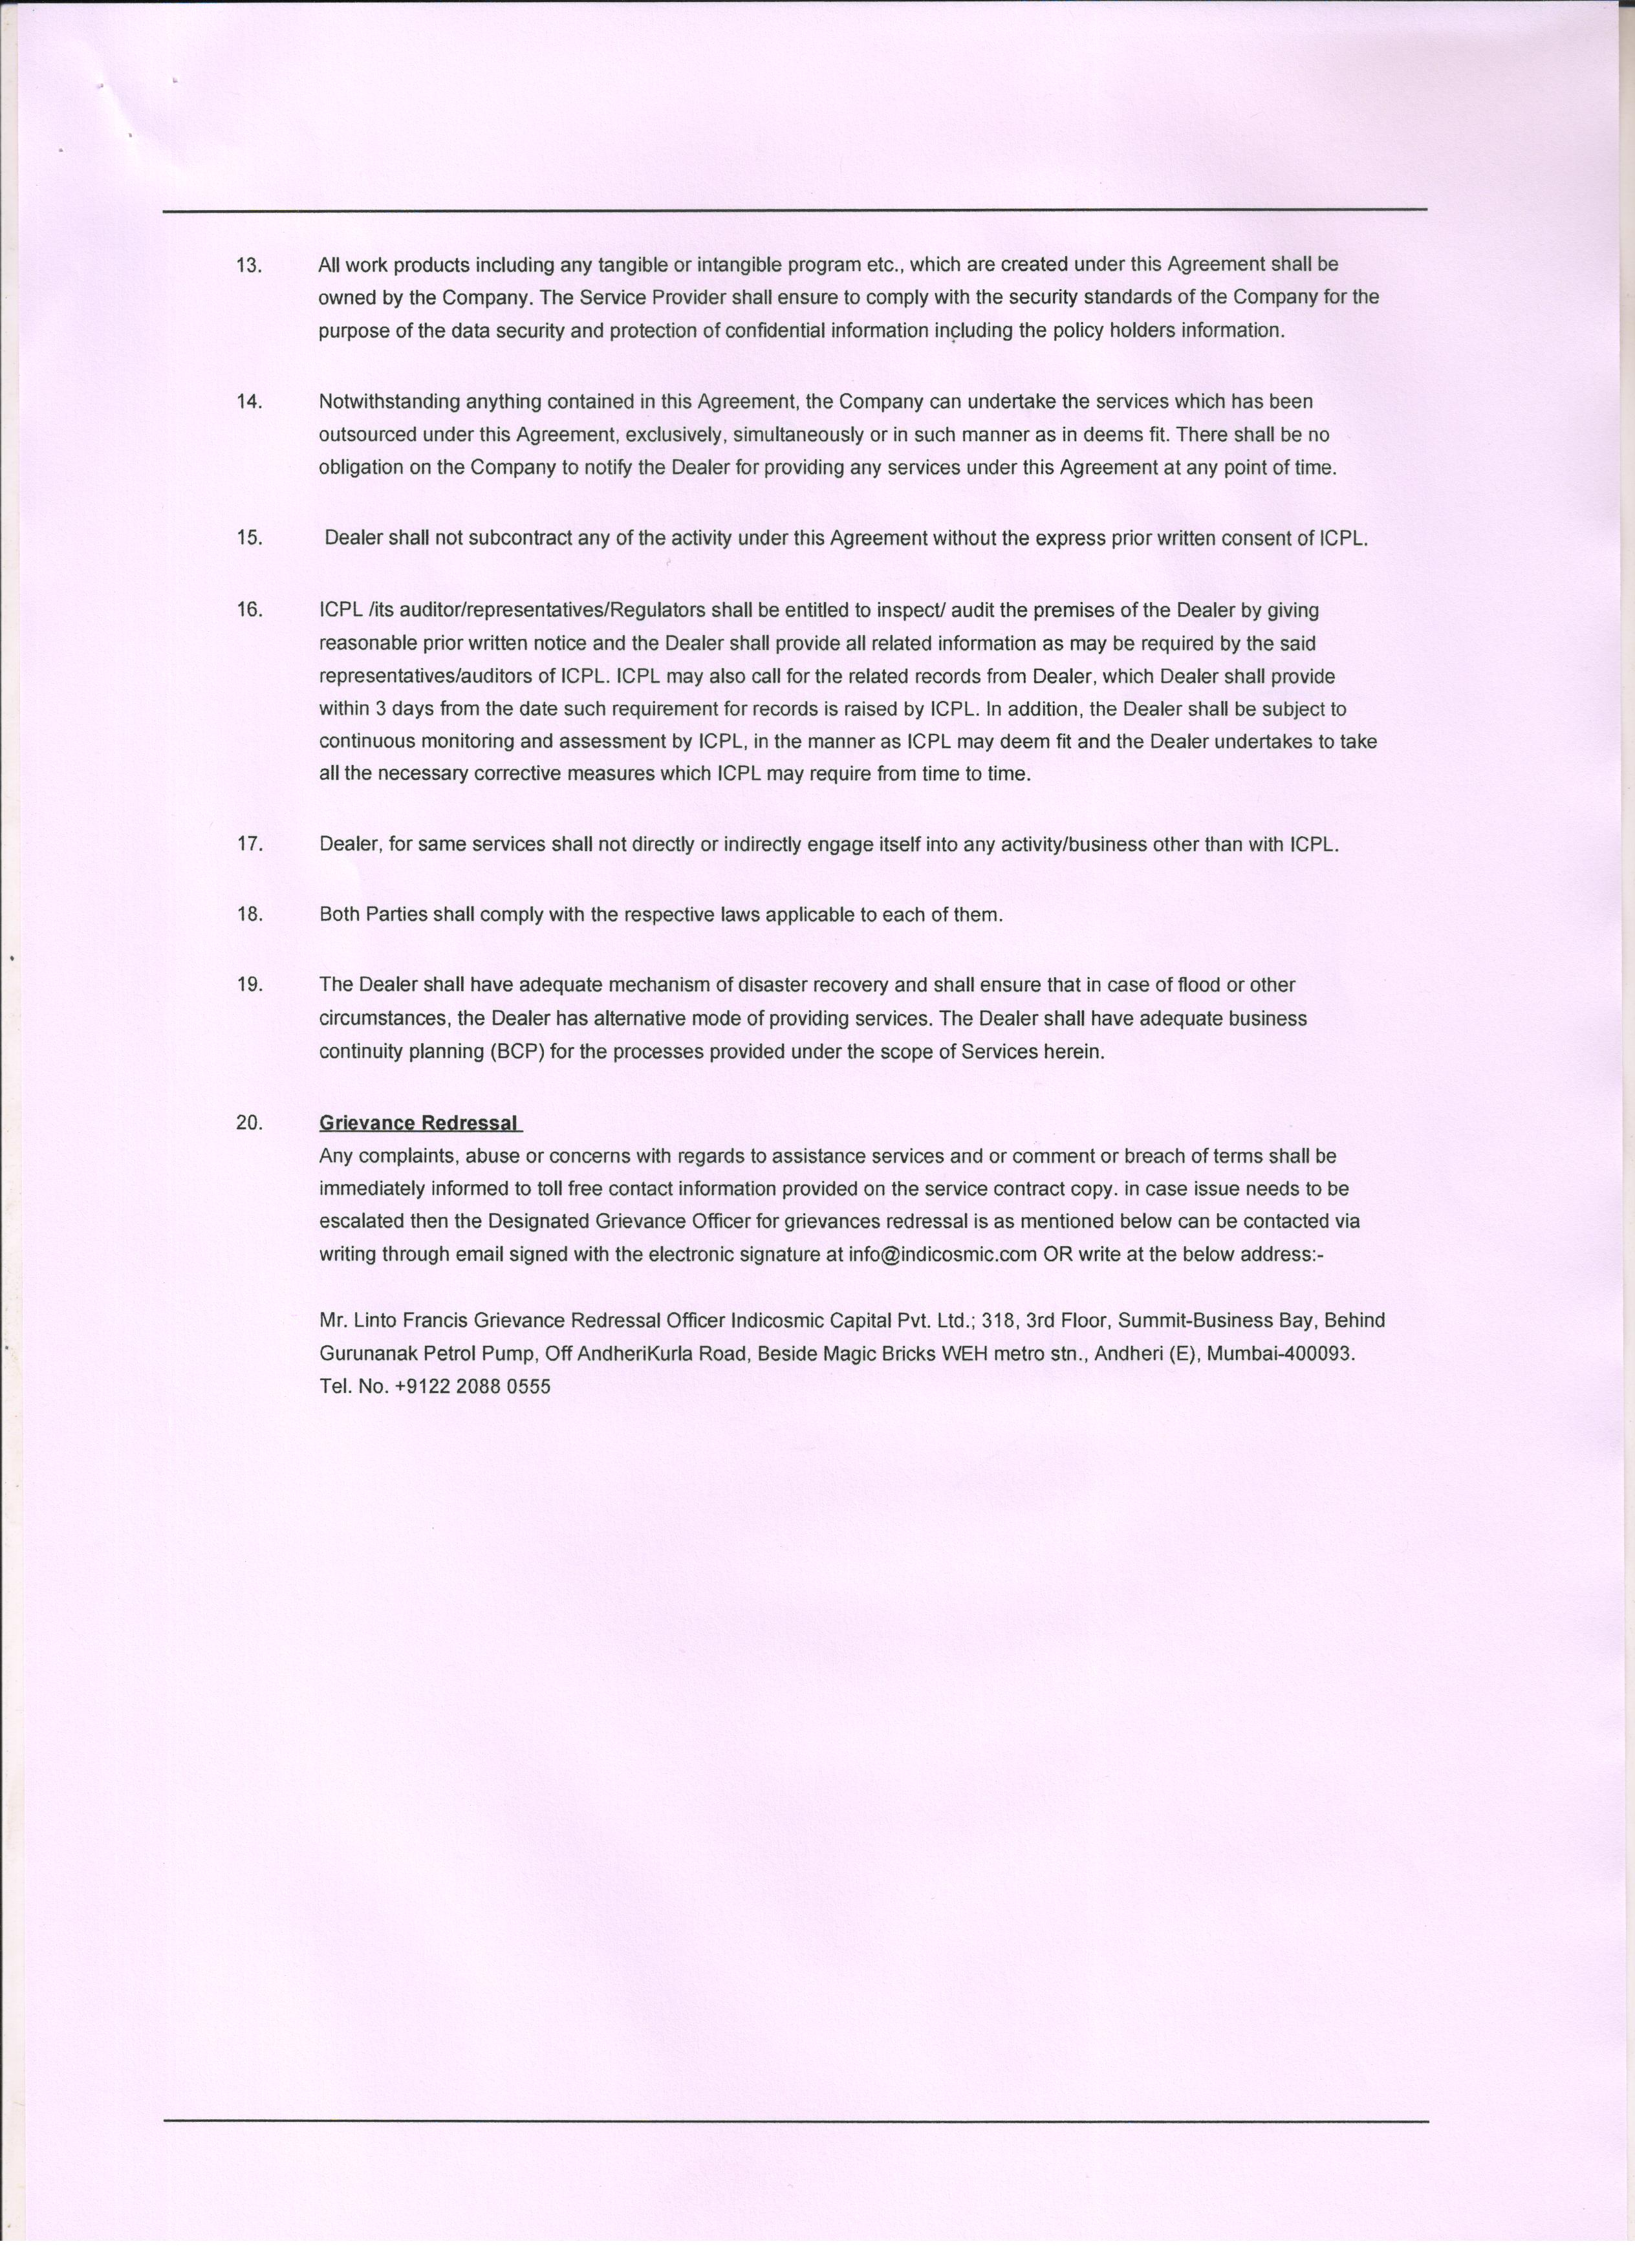 13. All work products including any tangible or intangible program etc., which are created under this Agreement shall be
owned by the Company. The Service Provider shall ensure to comply with the security standards of the Company for the
purpose of the data security and protection of confidential information including the policy holders information.
14. Notwithstanding anything contained in this Agreement, the Company can undertake the services which has been
outsourced under this Agreement, exclusively, simultaneously or in such manner as in deems fit. There shall be no
obligation on the Company to notify the Dealer for providing any services under this Agreement at any point of time.
15. Dealer shall not subcontract any of the activity under this Agreement without the express prior written consent of ICPL.
16. ICPL /its auditor/representatives/Regulators shall be entitled to inspect/ audit the premises of the Dealer by giving
reasonable prior written notice and the Dealer shall provide all related information as may be required by the said
representatives/auditors of ICPL. ICPL may also call for the related records from Dealer, which Dealer shall provide
within 3 days from the date such requirement for records is raised by ICPL. In addition, the Dealer shall be subject to
continuous monitoring and assessment by ICPL, in the manner as ICPL may deem fit and the Dealer undertakes to take
all the necessary corrective measures which ICPL may require from time to time.
17. Dealer, for same services shall not directly or indirectly engage itself into any activity/business other than with ICPL.
18. Both Parties shall comply with the respective laws applicable to each of them.
19. The Dealer shall have adequate mechanism of disaster recovery and shall ensure that in case of flood or other
circumstances, the Dealer has alternative mode of providing services. The Dealer shall have adequate business
continuity planning (BCP) for the processes provided under the scope of Services herein.
20. Grievance Redressal
Any complaints, abuse or concerns with regards to assistance services and or comment or breach of terms shall be
immediately informed to toll free contact information provided on the service contract copy. in case issue needs to be
escalated then the Designated Grievance Officer for grievances redressal is as mentioned below can be contacted via
writing through email signed with the electronic signature at info@indicosmic.com OR write at the below address:-
Mr. Linto Francis Grievance Redressal Officer Indicosmic Capital Pvt. Ltd.; 318, 3rd Floor, Summit-Business Bay, Behind
Gurunanak Petrol Pump, Off AndheriKurla Road, Beside Magic Bricks WEH metro stn., Andheri (E), Mumbai-400093.
Tel. No. +9122 2088 0555